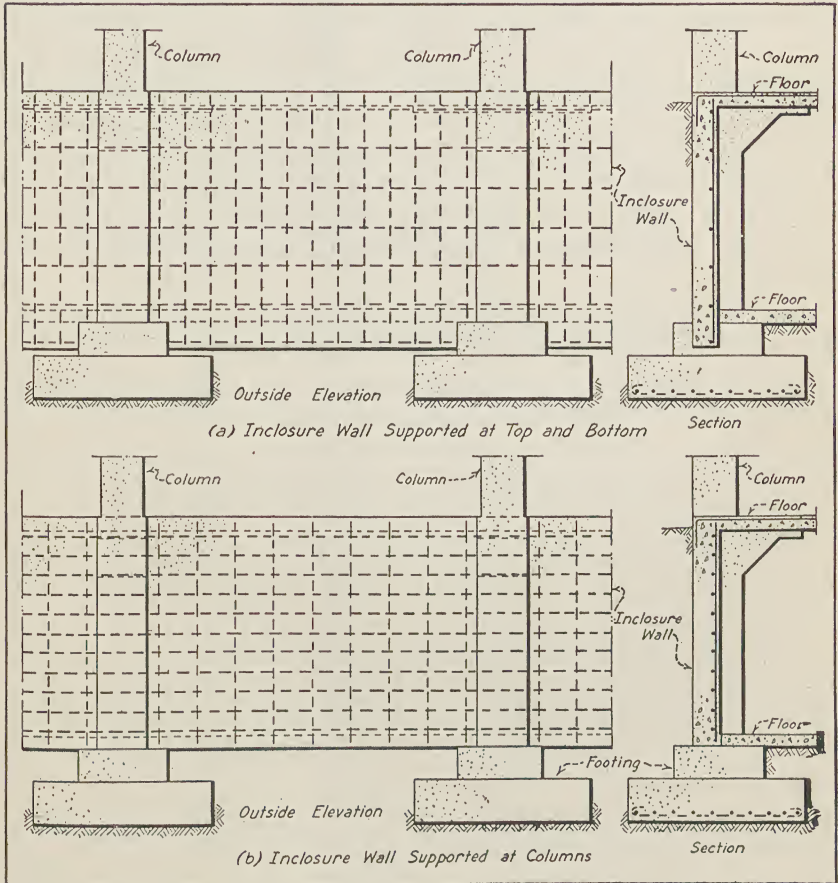 Column
Column
Column
Floor
Inclosure
Wall
Floor
Outside Elevation
Section
(a) Inclosure Wall Supported at Top and Bottom
Column
Column
Column
Floor
Inclosure
Wall
Floor
Footing
Outside Elevation
Section
(b) Inclosure Wall Supported at Columns